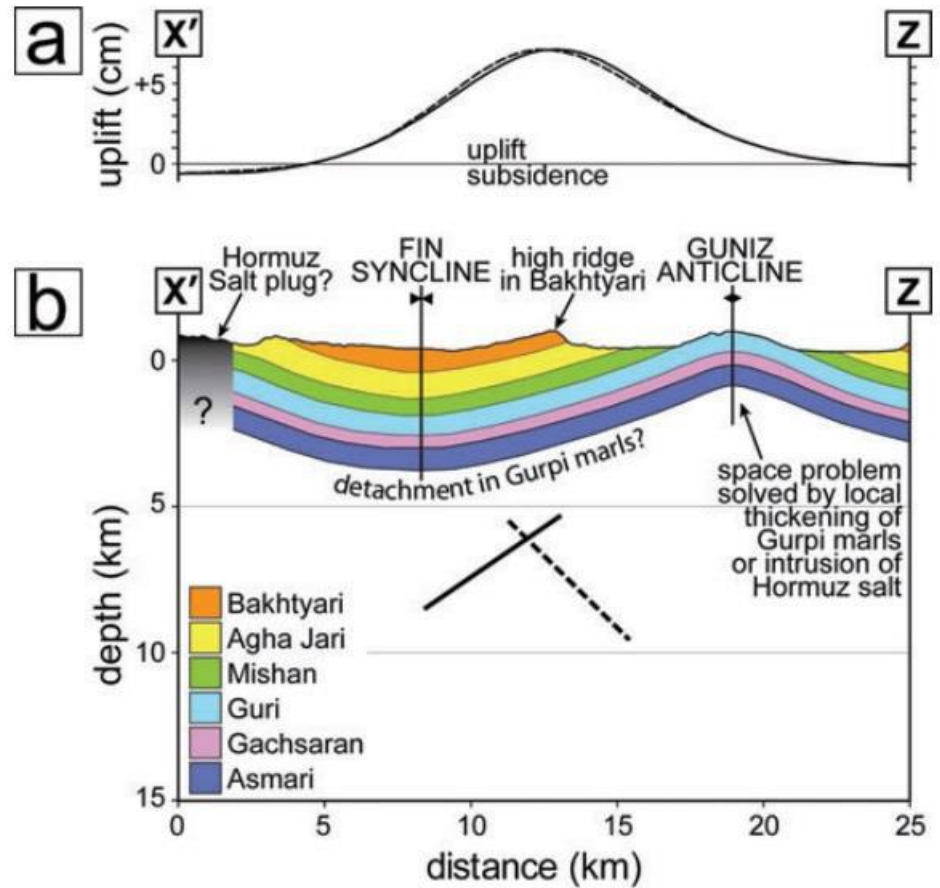 a
X′
Z
uplift (cm)
+5
0
uplift
subsidence
b
X′
Z
Hormuz
Salt plug?
FIN
SYNCLINE
high ridge
in Bakhtyari
GUNIZ
ANTICLINE
0
?
detachment in Gurpi marls?
space problem
solved by local
thickening of
Gurpi marls
or intrusion of
Hormuz salt
5
depth (km)
Bakhtyari
Agha Jari
Mishan
Guri
Gachsaran
Asmari
10
15
0
5
10
15
20
25
distance (km)